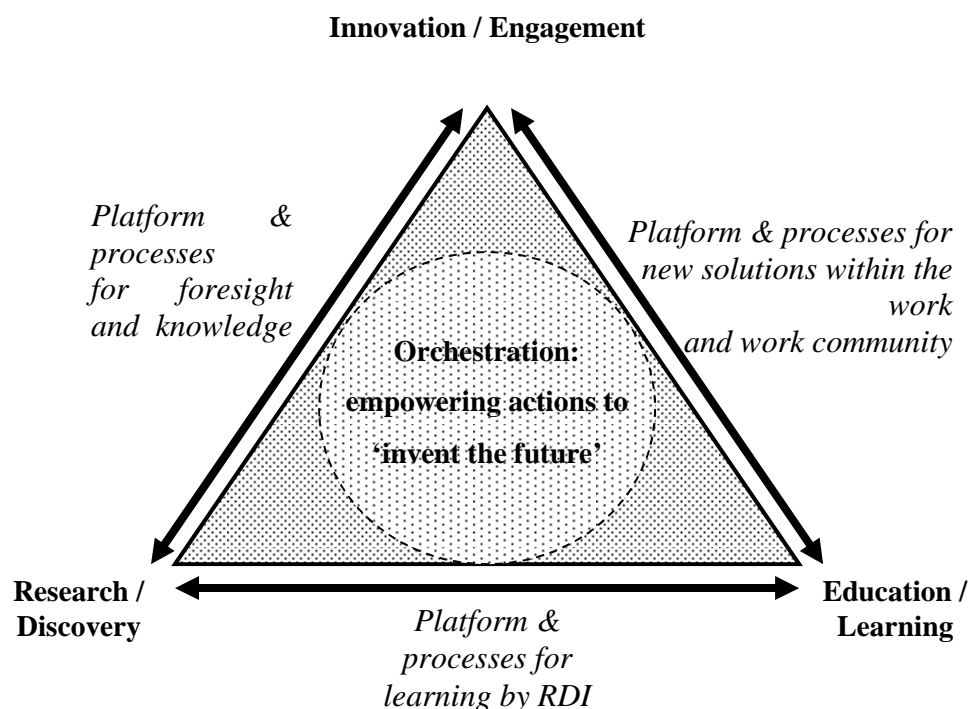 Innovation / Engagement
Platform &
processes
for foresight
and knowledge
Platform & processes for
new solutions within the
work
and work community
Orchestration:
empowering actions to
‘invent the future’
Research /
Discovery
Education /
Learning
Platform &
processes for
learning by RDI